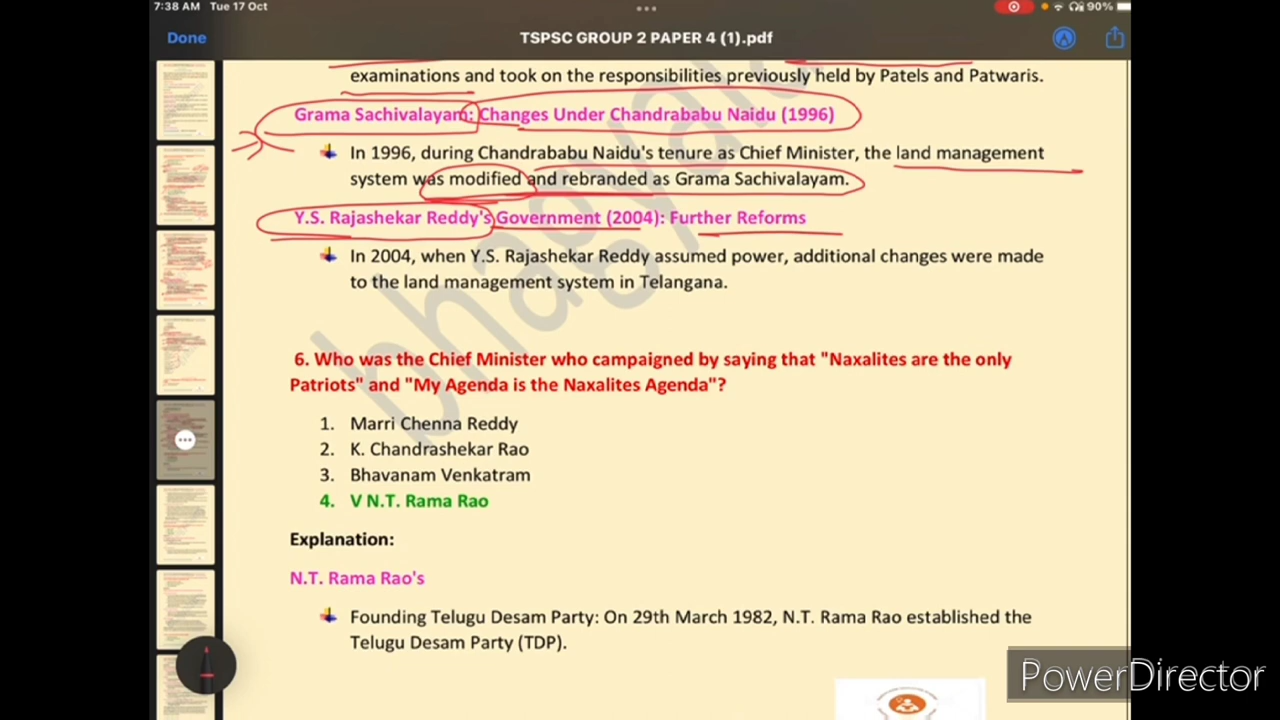 7:38 AM Tue 17 Oct
90%
Done
TSPSC GROUP 2 PAPER 4 (1).pdf
examinations and took on the responsibilities previously held by Patels and Patwaris.
Grama Sachivalayam: Changes Under Chandrababu Naidu (1996)
In 1996, during Chandrababu Naidu's tenure as Chief Minister, the land management
system was modified and rebranded as Grama Sachivalayam.
Y.S. Rajashekar Reddy's Government (2004): Further Reforms
In 2004, when Y.S. Rajashekar Reddy assumed power, additional changes were made
to the land management system in Telangana.
6. Who was the Chief Minister who campaigned by saying that "Naxalites are the only
Patriots" and "My Agenda is the Naxalites Agenda"?
1. Marri Chenna Reddy
2. K. Chandrashekar Rao
3. Bhavanam Venkatram
4. V N.T. Rama Rao
Explanation:
N.T. Rama Rao's
Founding Telugu Desam Party: On 29th March 1982, N.T. Rama Rao established the
Telugu Desam Party (TDP).
PowerDirector